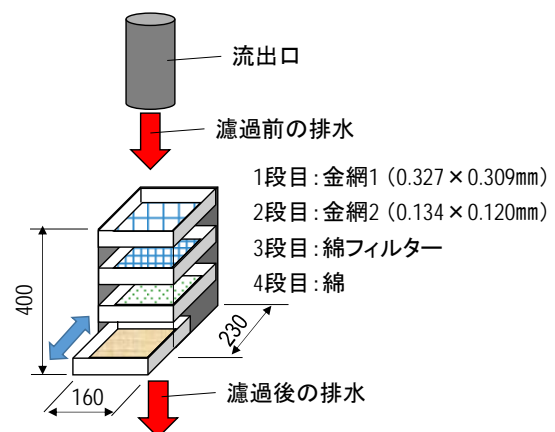 流出口
濾過前の排水
1段目：金網1（0.327×0.309㎜）
2段目：金網2（0.134×0.120㎜）
3段目：綿フィルター
4段目：綿
400
230
160
濾過後の排水